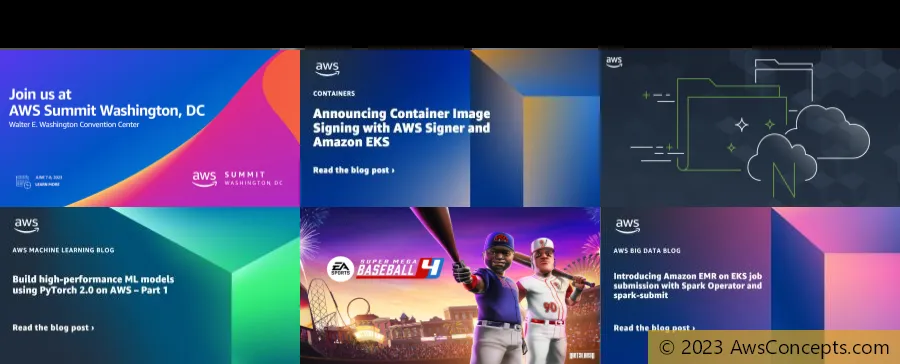 Join us at
AWS Summit Washington, DC
Walter E. Washington Convention Center
JUNE 7-8, 2023
LEARN MORE
aws
SUMMIT
WASHINGTON, DC
aws
CONTAINERS
Announcing Container Image
Signing with AWS Signer and
Amazon EKS
Read the blog post ›
aws
N
aws
AWS MACHINE LEARNING BLOG
Build high-performance ML models
using PyTorch 2.0 on AWS – Part 1
Read the blog post ›
EA
SPORTS
SUPER MEGA
BASEBALL 4
90
METALHEAD
aws
AWS BIG DATA BLOG
Introducing Amazon EMR on EKS job
submission with Spark Operator and
spark-submit
Read the blog post ›
© 2023 AwsConcepts.com